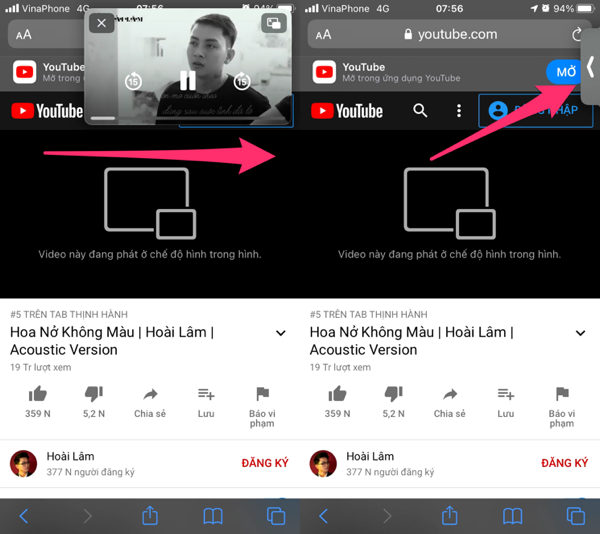 VinaPhone 4G 07:56 94%
HOÀI LÂM
15 15
AA
YouTube
Mở trong
YouTube
Video này đang phát ở chế độ hình trong hình.
#5 TRÊN TAB THỊNH HÀNH
Hoa Nở Không Màu | Hoài Lâm |
Acoustic Version
19 Tr lượt xem
359 N 5,2 N Chia sẻ Lưu Báo vi
phạm
Hoài Lâm ĐĂNG KÝ
377 N người đăng ký
VinaPhone 4G 07:56 94%
AA youtube.com
YouTube MỞ
Mở trong ứng dụng YouTube
YouTube NHẬP
Video này đang phát ở chế độ hình trong hình.
#5 TRÊN TAB THỊNH HÀNH
Hoa Nở Không Màu | Hoài Lâm |
Acoustic Version
19 Tr lượt xem
359 N 5,2 N Chia sẻ Lưu Báo vi
phạm
Hoài Lâm ĐĂNG KÝ
377 N người đăng ký